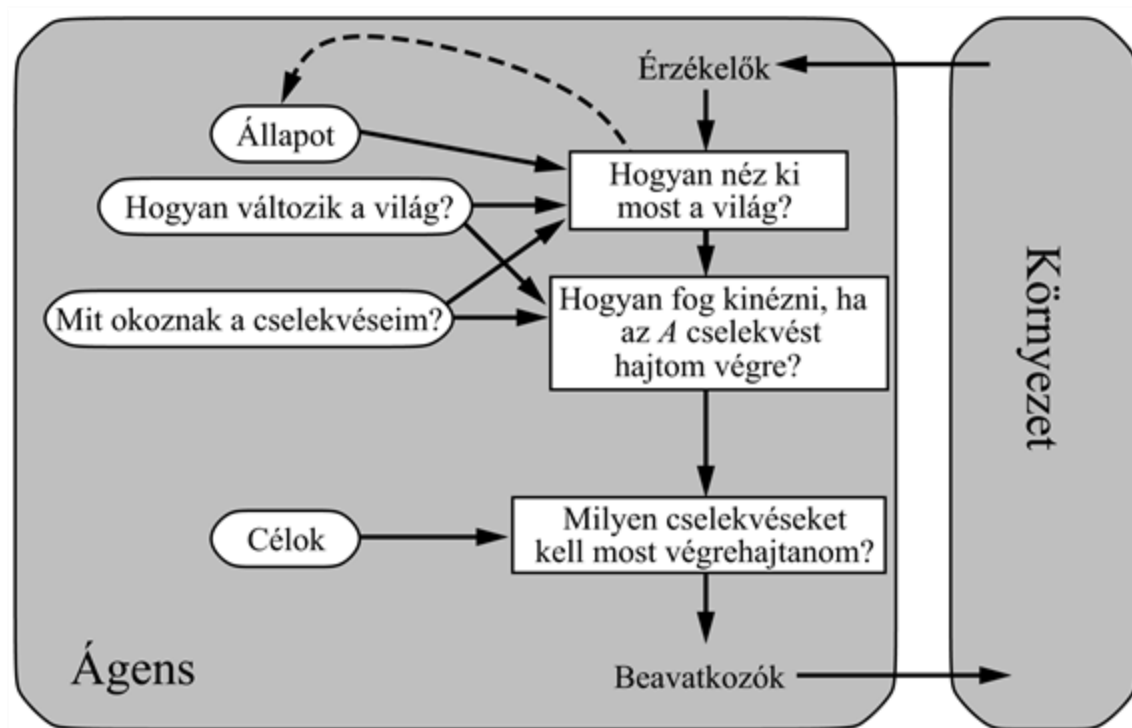 Érzékelők
Állapot
Hogyan néz ki
most a világ?
Hogyan változik a világ?
Mit okoznak a cselekvéseim?
Hogyan fog kinézni, ha
az A cselekvést
hajtom végre?
Környezet
Célok
Milyen cselekvéseket
kell most végrehajtanom?
Ágens
Beavatkozók